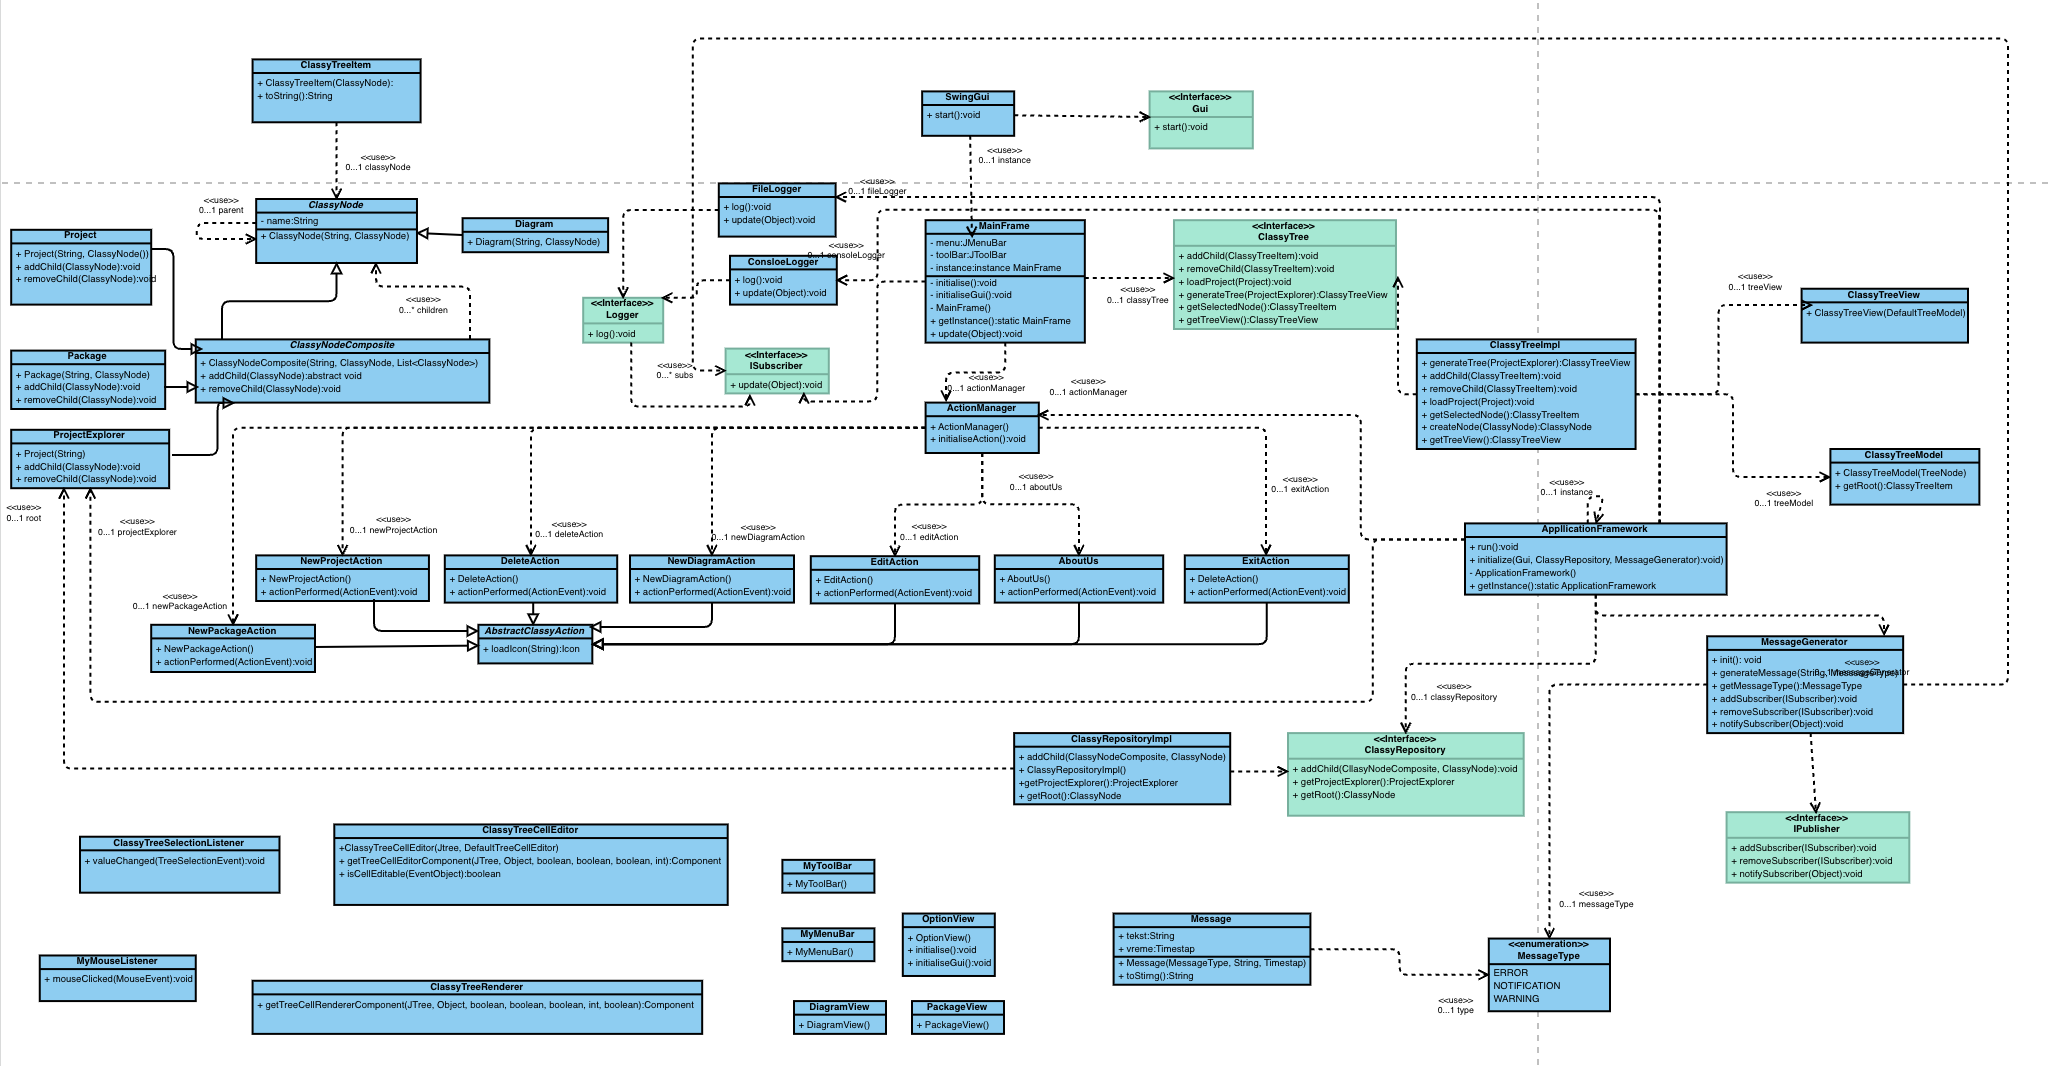 ClassyTreeItem
+ ClassyTreeItem(ClassyNode):
+ toString():String
<<use>>
0...1 classyNode
SwingGui
+ start():void
<<Interface>>
Gui
+ start():void
<<use>>
0...1 instance
<<use>>
0...1 parent
ClassyNode
- name:String
+ ClassyNode(String, ClassyNode)
Diagram
+ Diagram(String, ClassyNode)
Project
+ Project(String, ClassyNode())
+ addChild(ClassyNode):void
+ removeChild(ClassyNode):void
<<use>>
0...* children
FileLogger
+ log():void
+ update(Object):void
<<use>>
0...1 fileLogger
<<use>>
0...1 consoleLogger
ConsloeLogger
+ log():void
+ update(Object):void
<<Interface>>
Logger
+ log():void
<<use>>
0...* subs
<<Interface>>
ISubscriber
+ update(Object):void
MainFrame
- menu:JMenuBar
- toolBar:JToolBar
- instance:instance MainFrame
- initialise():void
- initialiseGui():void
- MainFrame()
+ getInstance():static MainFrame
+ update(Object):void
<<use>>
0...1 classyTree
<<Interface>>
ClassyTree
+ addChild(ClassyTreeItem):void
+ removeChild(ClassyTreeItem):void
+ loadProject(Project):void
+ generateTree(ProjectExplorer):ClassyTreeView
+ getSelectedNode():ClassyTreeItem
+ getTreeView():ClassyTreeView
<<use>>
0...1 treeView
ClassyTreeView
+ ClassyTreeView(DefaultTreeModel)
ClassyTreeImpl
+ generateTree(ProjectExplorer):ClassyTreeView
+ addChild(ClassyTreeItem):void
+ removeChild(ClassyTreeItem):void
+ loadProject(Project):void
+ getSelectedNode():ClassyTreeItem
+ createNode(ClassyNode):ClassyNode
+ getTreeView():ClassyTreeView
ClassyNodeComposite
+ ClassyNodeComposite(String, ClassyNode, List<ClassyNode>)
+ addChild(ClassyNode):abstract void
+ removeChild(ClassyNode):void
Package
+ Package(String, ClassyNode)
+ addChild(ClassyNode):void
+ removeChild(ClassyNode):void
<<use>>
0...1 actionManager
<<use>>
0...1 actionManager
ActionManager
+ ActionManager()
+ initialiseAction():void
ProjectExplorer
+ Project(String)
+ addChild(ClassyNode):void
+ removeChild(ClassyNode):void
ClassyTreeModel
+ ClassyTreeModel(TreeNode)
+ getRoot():ClassyTreeItem
<<use>>
0...1 treeModel
<<use>>
0...1 root
<<use>>
0...1 projectExplorer
<<use>>
0...1 newProjectAction
<<use>>
0...1 deleteAction
<<use>>
0...1 newDiagramAction
<<use>>
0...1 editAction
<<use>>
0...1 aboutUs
<<use>>
0...1 exitAction
<<use>>
0...1 instance
AppllicationFramework
+ run():void
+ initialize(Gui, ClassyRepository, MessageGenerator):void)
- ApplicationFramework()
+ getInstance():static ApplicationFramework
NewProjectAction
+ NewProjectAction()
+ actionPerformed(ActionEvent):void
DeleteAction
+ DeleteAction()
+ actionPerformed(ActionEvent):void
NewDiagramAction
+ NewDiagramAction()
+ actionPerformed(ActionEvent):void
EditAction
+ EditAction()
+ actionPerformed(ActionEvent):void
AboutUs
+ AboutUs()
+ actionPerformed(ActionEvent):void
ExitAction
+ DeleteAction()
+ actionPerformed(ActionEvent):void
<<use>>
0...1 newPackageAction
NewPackageAction
+ NewPackageAction()
+ actionPerformed(ActionEvent):void
AbstractClassyAction
+ loadIcon(String):Icon
MessageGenerator
+ init(): void
+ generateMessage(String, MessageType)
+ getMessageType():MessageType
+ addSubscriber(ISubscriber):void
+ removeSubscriber(ISubscriber):void
+ notifySubscriber(Object):void
<<use>>
<<use>>
0...1 classyRepository
ClassyRepositoryImpl
+ addChild(ClassyNodeComposite, ClassyNode)
+ ClassyRepositoryImpl()
+getProjectExplorer():ProjectExplorer
+ getRoot():ClassyNode
<<Interface>>
ClassyRepository
+ addChild(CllasyNodeComposite, ClassyNode):void
+ getProjectExplorer():ProjectExplorer
+ getRoot():ClassyNode
<<Interface>>
IPublisher
+ addSubscriber(ISubscriber):void
+ removeSubscriber(ISubscriber):void
+ notifySubscriber(Object):void
ClassyTreeSelectionListener
+ valueChanged(TreeSelectionEvent):void
ClassyTreeCellEditor
+ClassyTreeCellEditor(Jtree, DefaultTreeCellEditor)
+ getTreeCellEditorComponent(JTree, Object, boolean, boolean, boolean, int):Component
+ isCellEditable(EventObject):boolean
MyToolBar
+ MyToolBar()
MyMenuBar
+ MyMenuBar()
OptionView
+ OptionView()
+ initialise():void
+ initialiseGui():void
Message
+ tekst:String
+ vreme:Timestap
+ Message(MessageType, String, Timestap)
+ toStirng():String
<<use>>
0...1 messageType
<<enumeration>>
MessageType
ERROR
NOTIFICATION
WARNING
<<use>>
0...1 type
MyMouseListener
+ mouseClicked(MouseEvent):void
ClassyTreeRenderer
+ getTreeCellRendererComponent(JTree, Object, boolean, boolean, boolean, int, boolean):Component
DiagramView
+ DiagramView()
PackageView
+ PackageView()